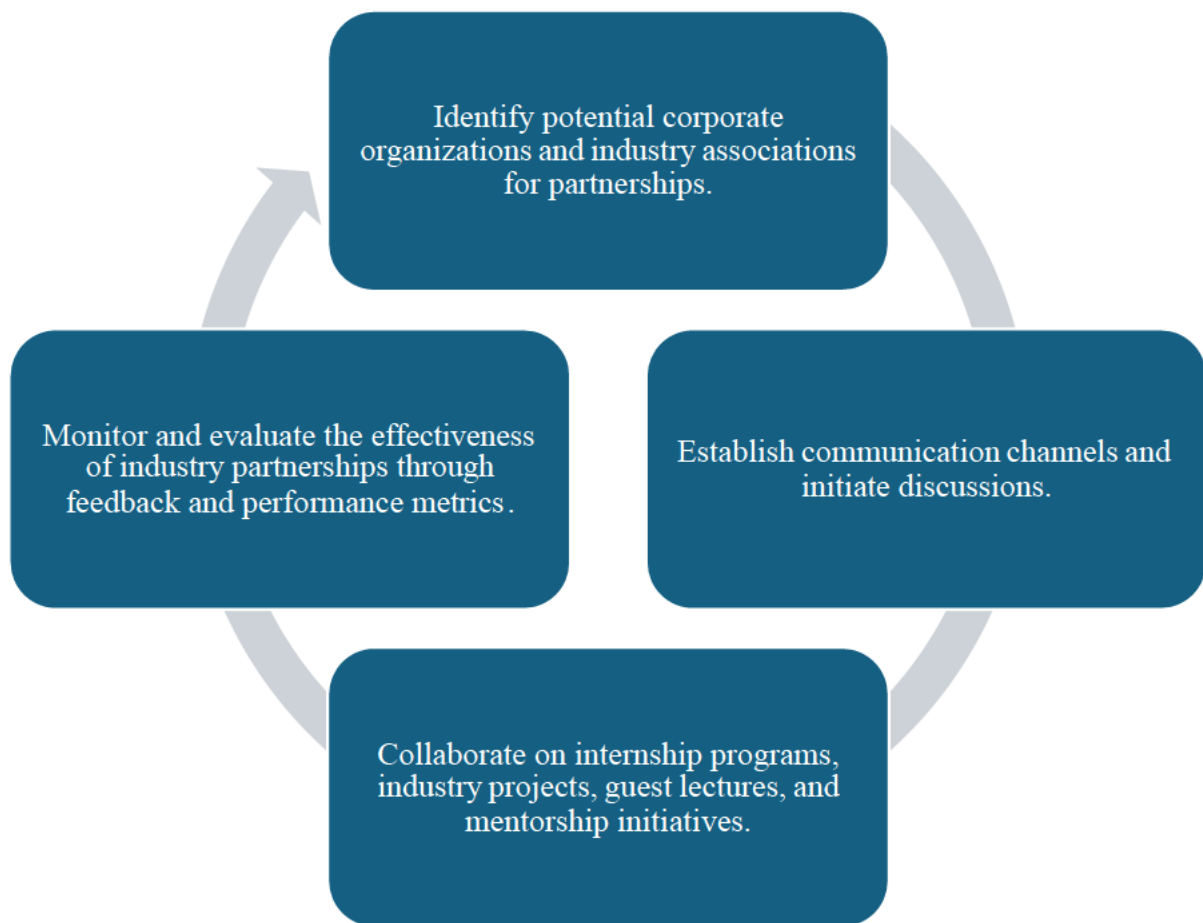 Identify potential corporate
organizations and industry associations
for partnerships.
Establish communication channels and
initiate discussions.
Collaborate on internship programs,
industry projects, guest lectures, and
mentorship initiatives.
Monitor and evaluate the effectiveness
of industry partnerships through
feedback and performance metrics.